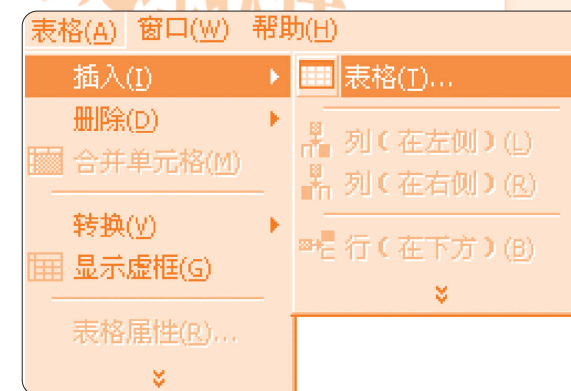 表格(A) 窗口(W) 帮助(H)
插入(I)
删除(D)
合并单元格(M)
转换(V)
显示虚框(G)
表格属性(R)...
表格(T)...
列(在左侧)(L)
列(在右侧)(R)
行(在下方)(B)